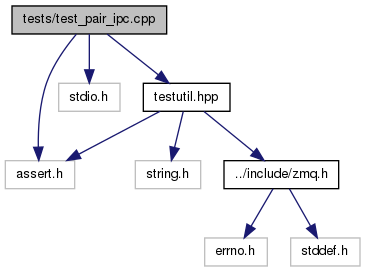 tests/test_pair_ipc.cpp
stdio.h
testutil.hpp
assert.h
string.h
../include/zmq.h
errno.h
stddef.h